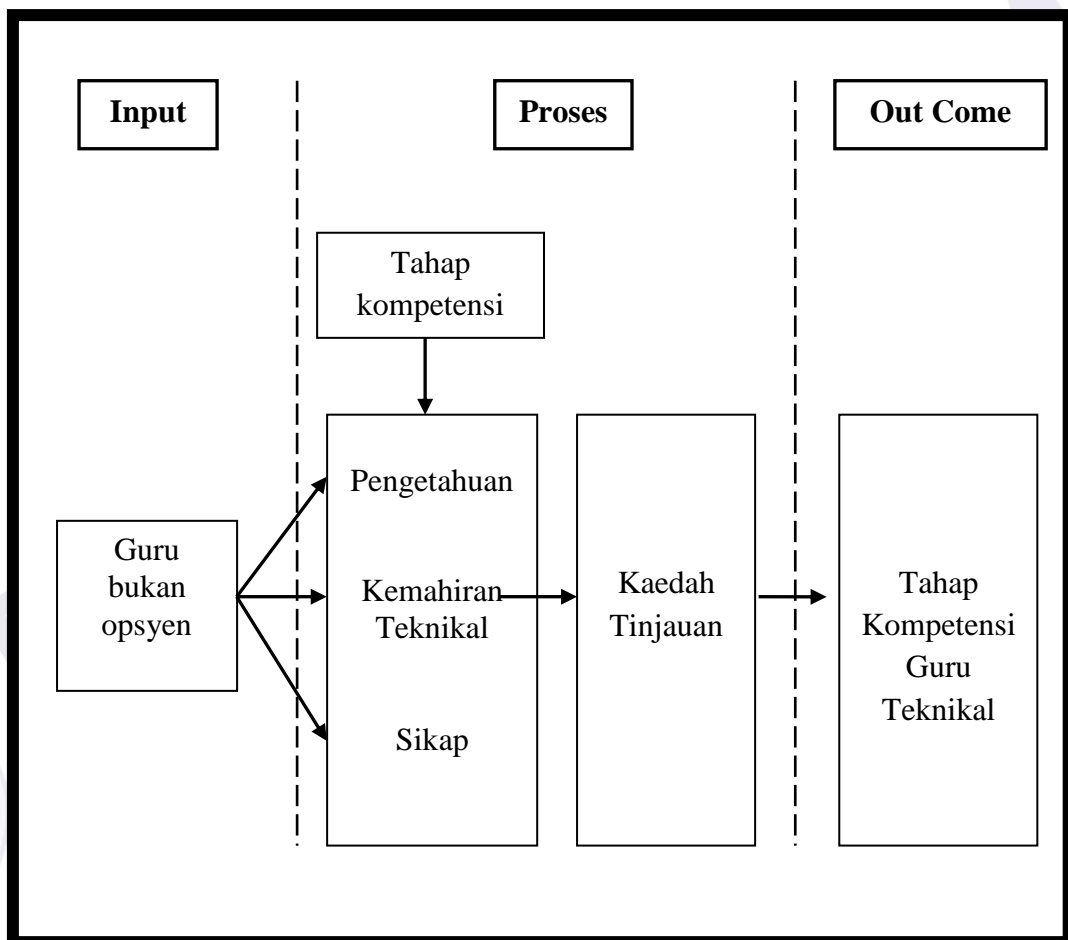 Input
Proses
Out Come
Tahap
kompetensi
Guru
bukan
opsyen
Pengetahuan
Kemahiran
Teknikal
Sikap
Kaedah
Tinjauan
Tahap
Kompetensi
Guru
Teknikal